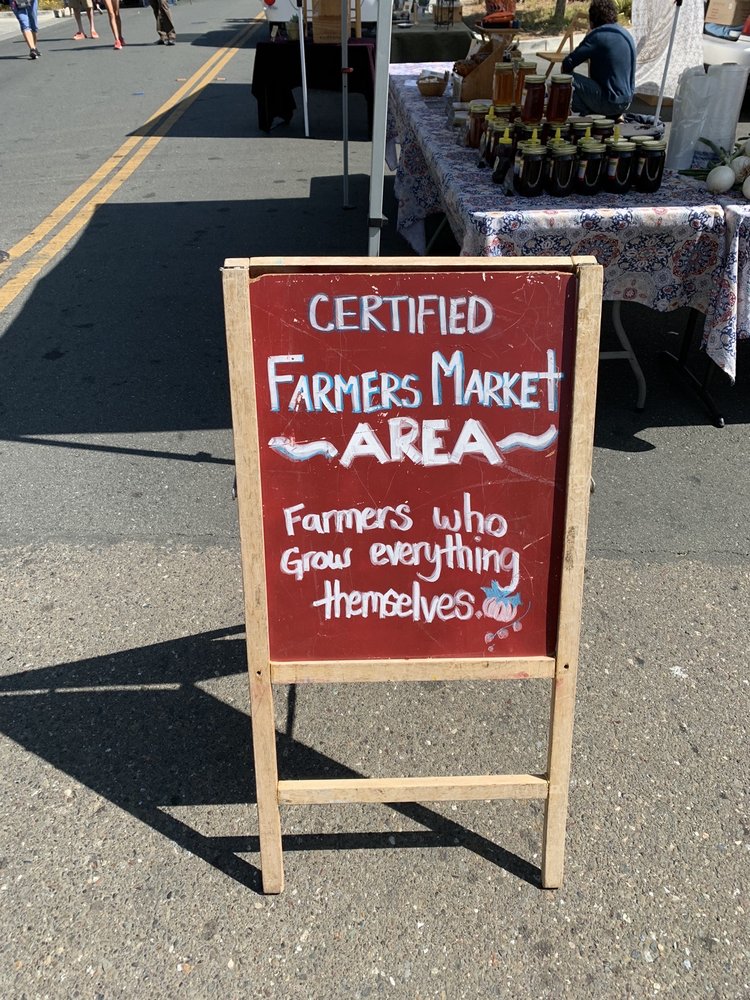 CERTIFIED
FARMERS MARKET
~AREA~
Farmers who
Grow everything
themselves.